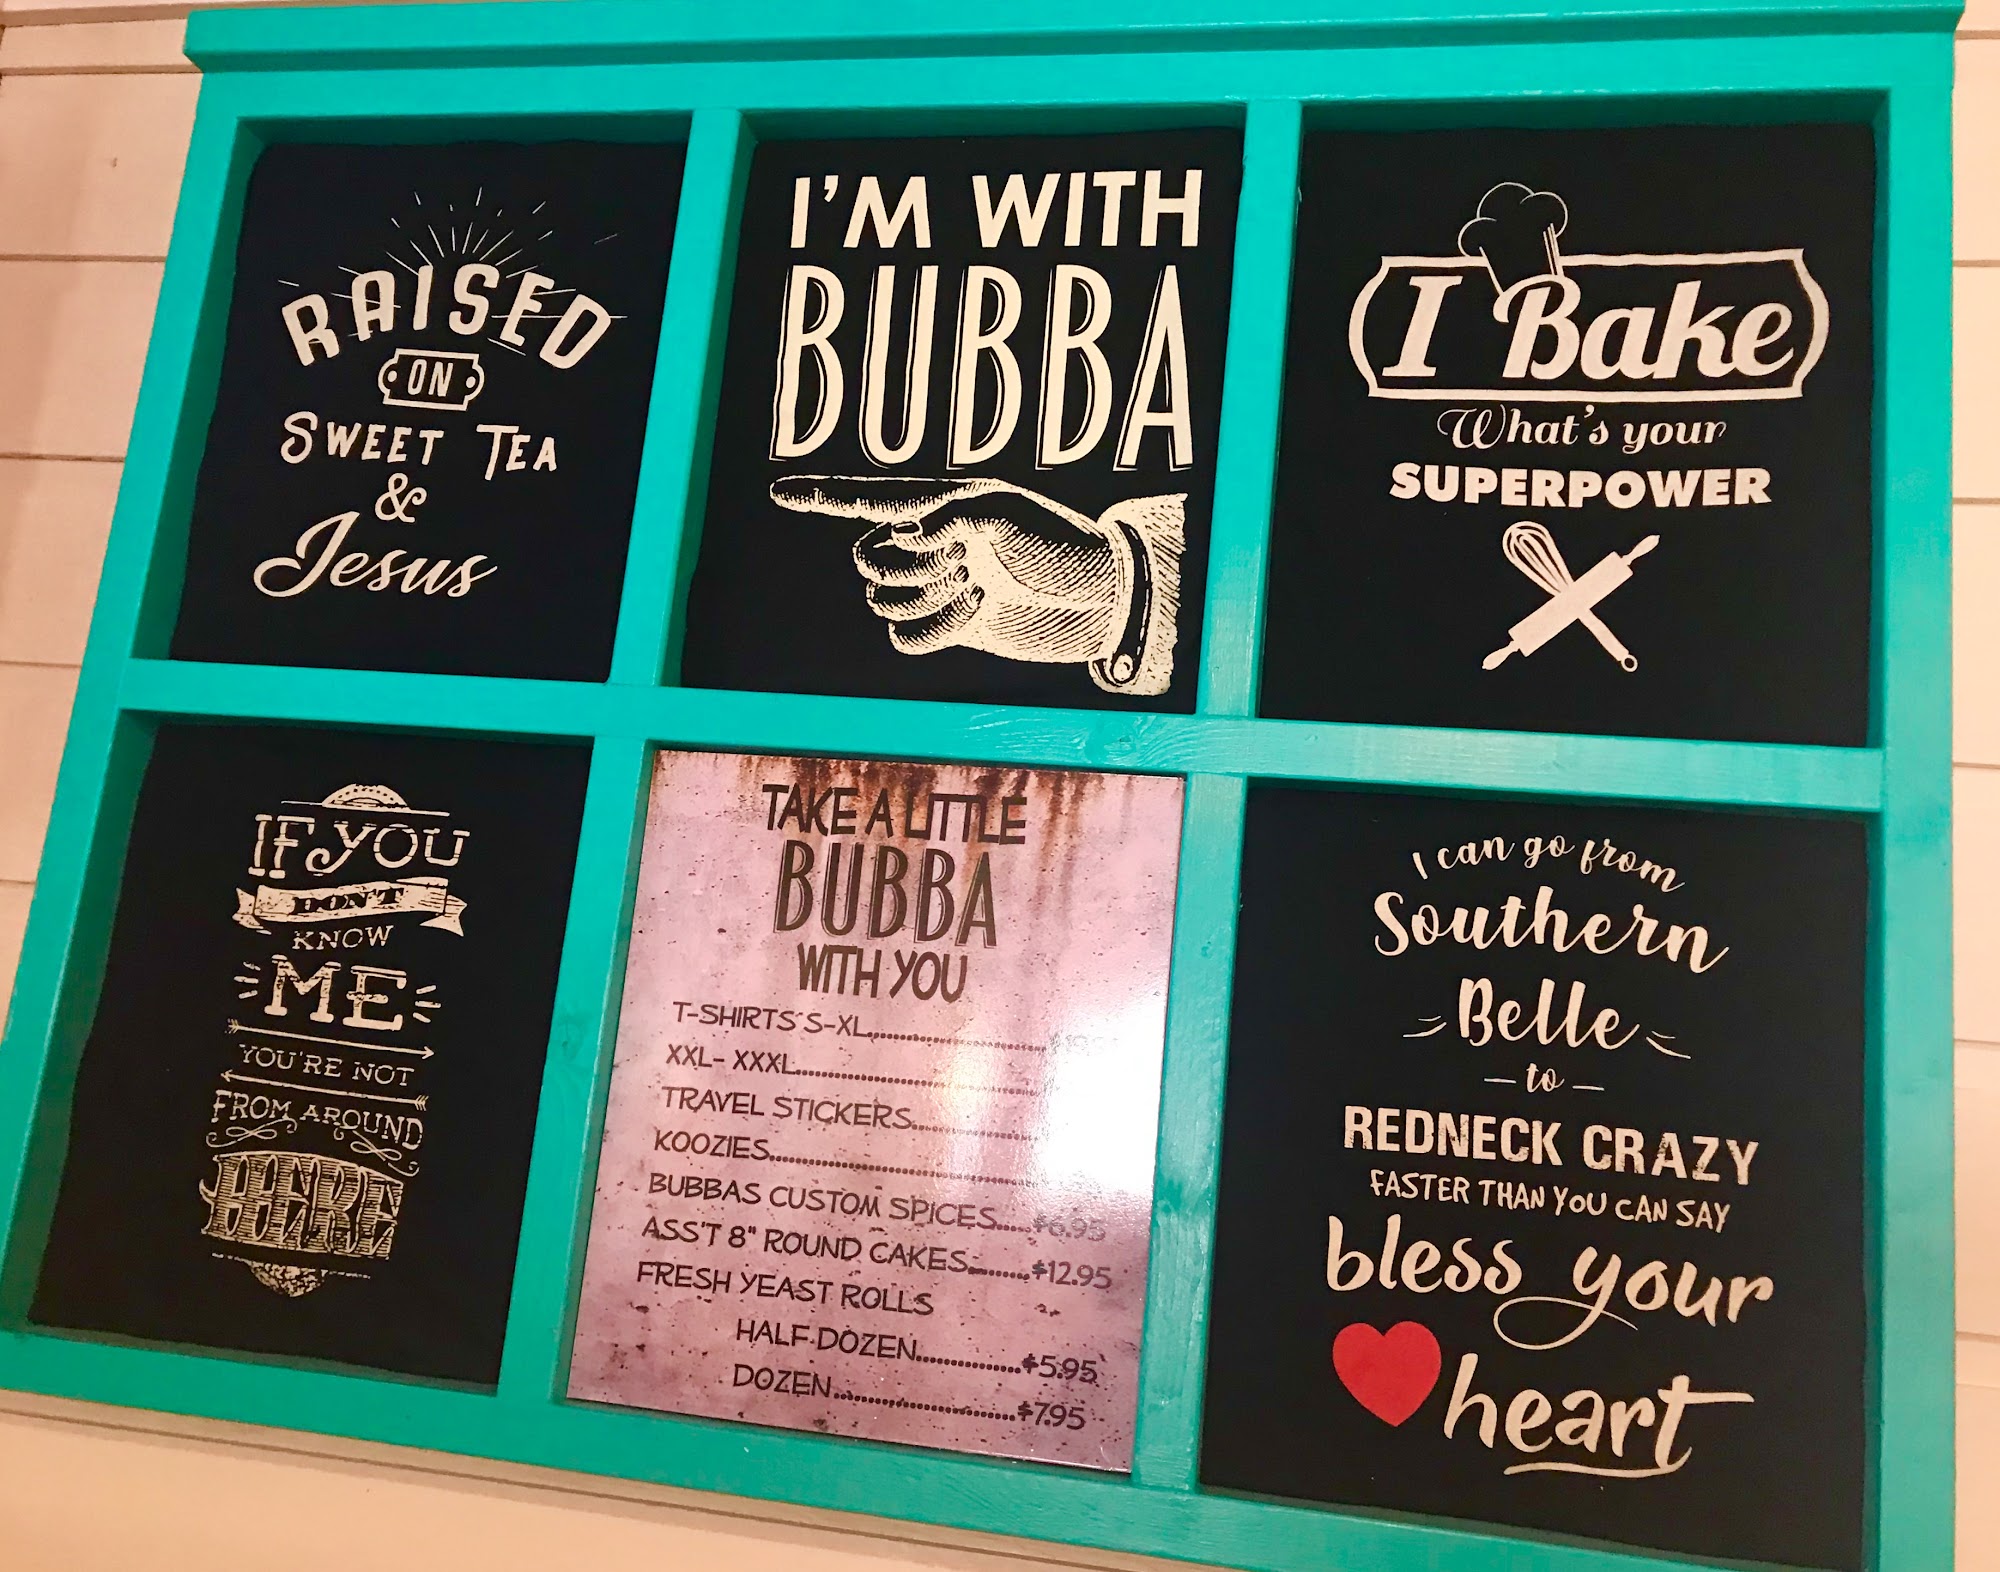 RAISED
ON
SWEET TEA
&
Jesus
I'M WITH
BUBBA
I Bake
What's your
SUPERPOWER
IF YOU
DON'T
KNOW
ME
YOU'RE NOT
FROM AROUND
HERE
TAKE A LITTLE
BUBBA
WITH YOU
T-SHIRTS S-XL
XXL- XXXL
TRAVEL STICKERS
KOOZIES
BUBBAS CUSTOM SPICES.....$6.95
ASS'T 8" ROUND CAKES.........$12.95
FRESH YEAST ROLLS
HALF DOZEN................$5.95
DOZEN............................$7.95
I can go from
Southern
Belle
- to -
REDNECK CRAZY
FASTER THAN YOU CAN SAY
bless your
heart